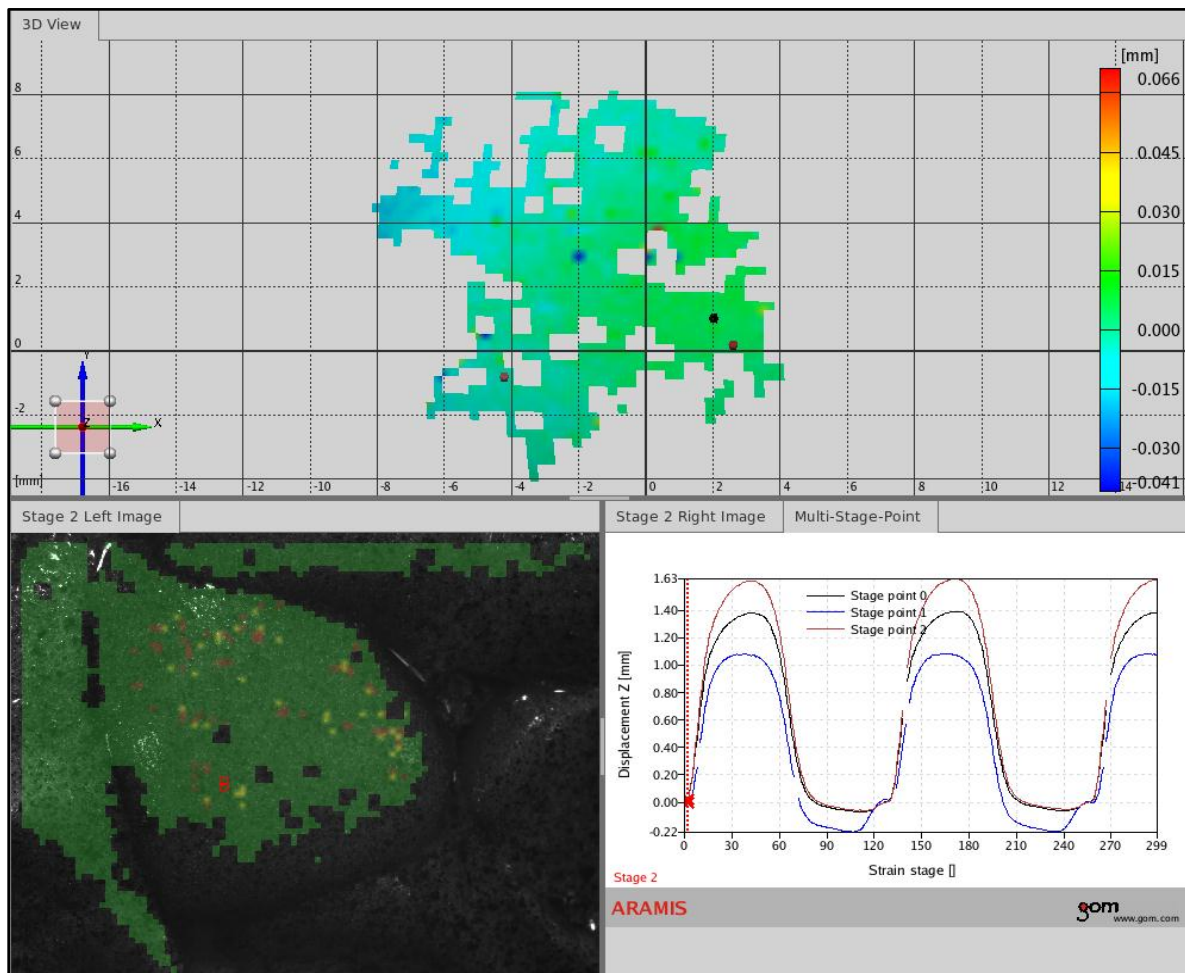 3D View
[mm]
0.066
0.045
0.030
0.015
0.000
-0.015
-0.030
-0.041
8
6
4
2
0
-2
[mm]
Y
Z
X
-16 -14 -12 -10 -8 -6 -4 -2 0 2 4 6 8 10 12 14
Stage 2 Left Image
Stage 2 Right Image
Multi-Stage-Point
1.63
1.40
1.20
1.00
0.80
0.60
0.40
0.20
0.00
-0.22
Displacement Z [mm]
Stage point 0
Stage point 1
Stage point 2
0 30 60 90 120 150 180 210 240 270 299
Strain stage []
Stage 2
ARAMIS
gom
www.gom.com